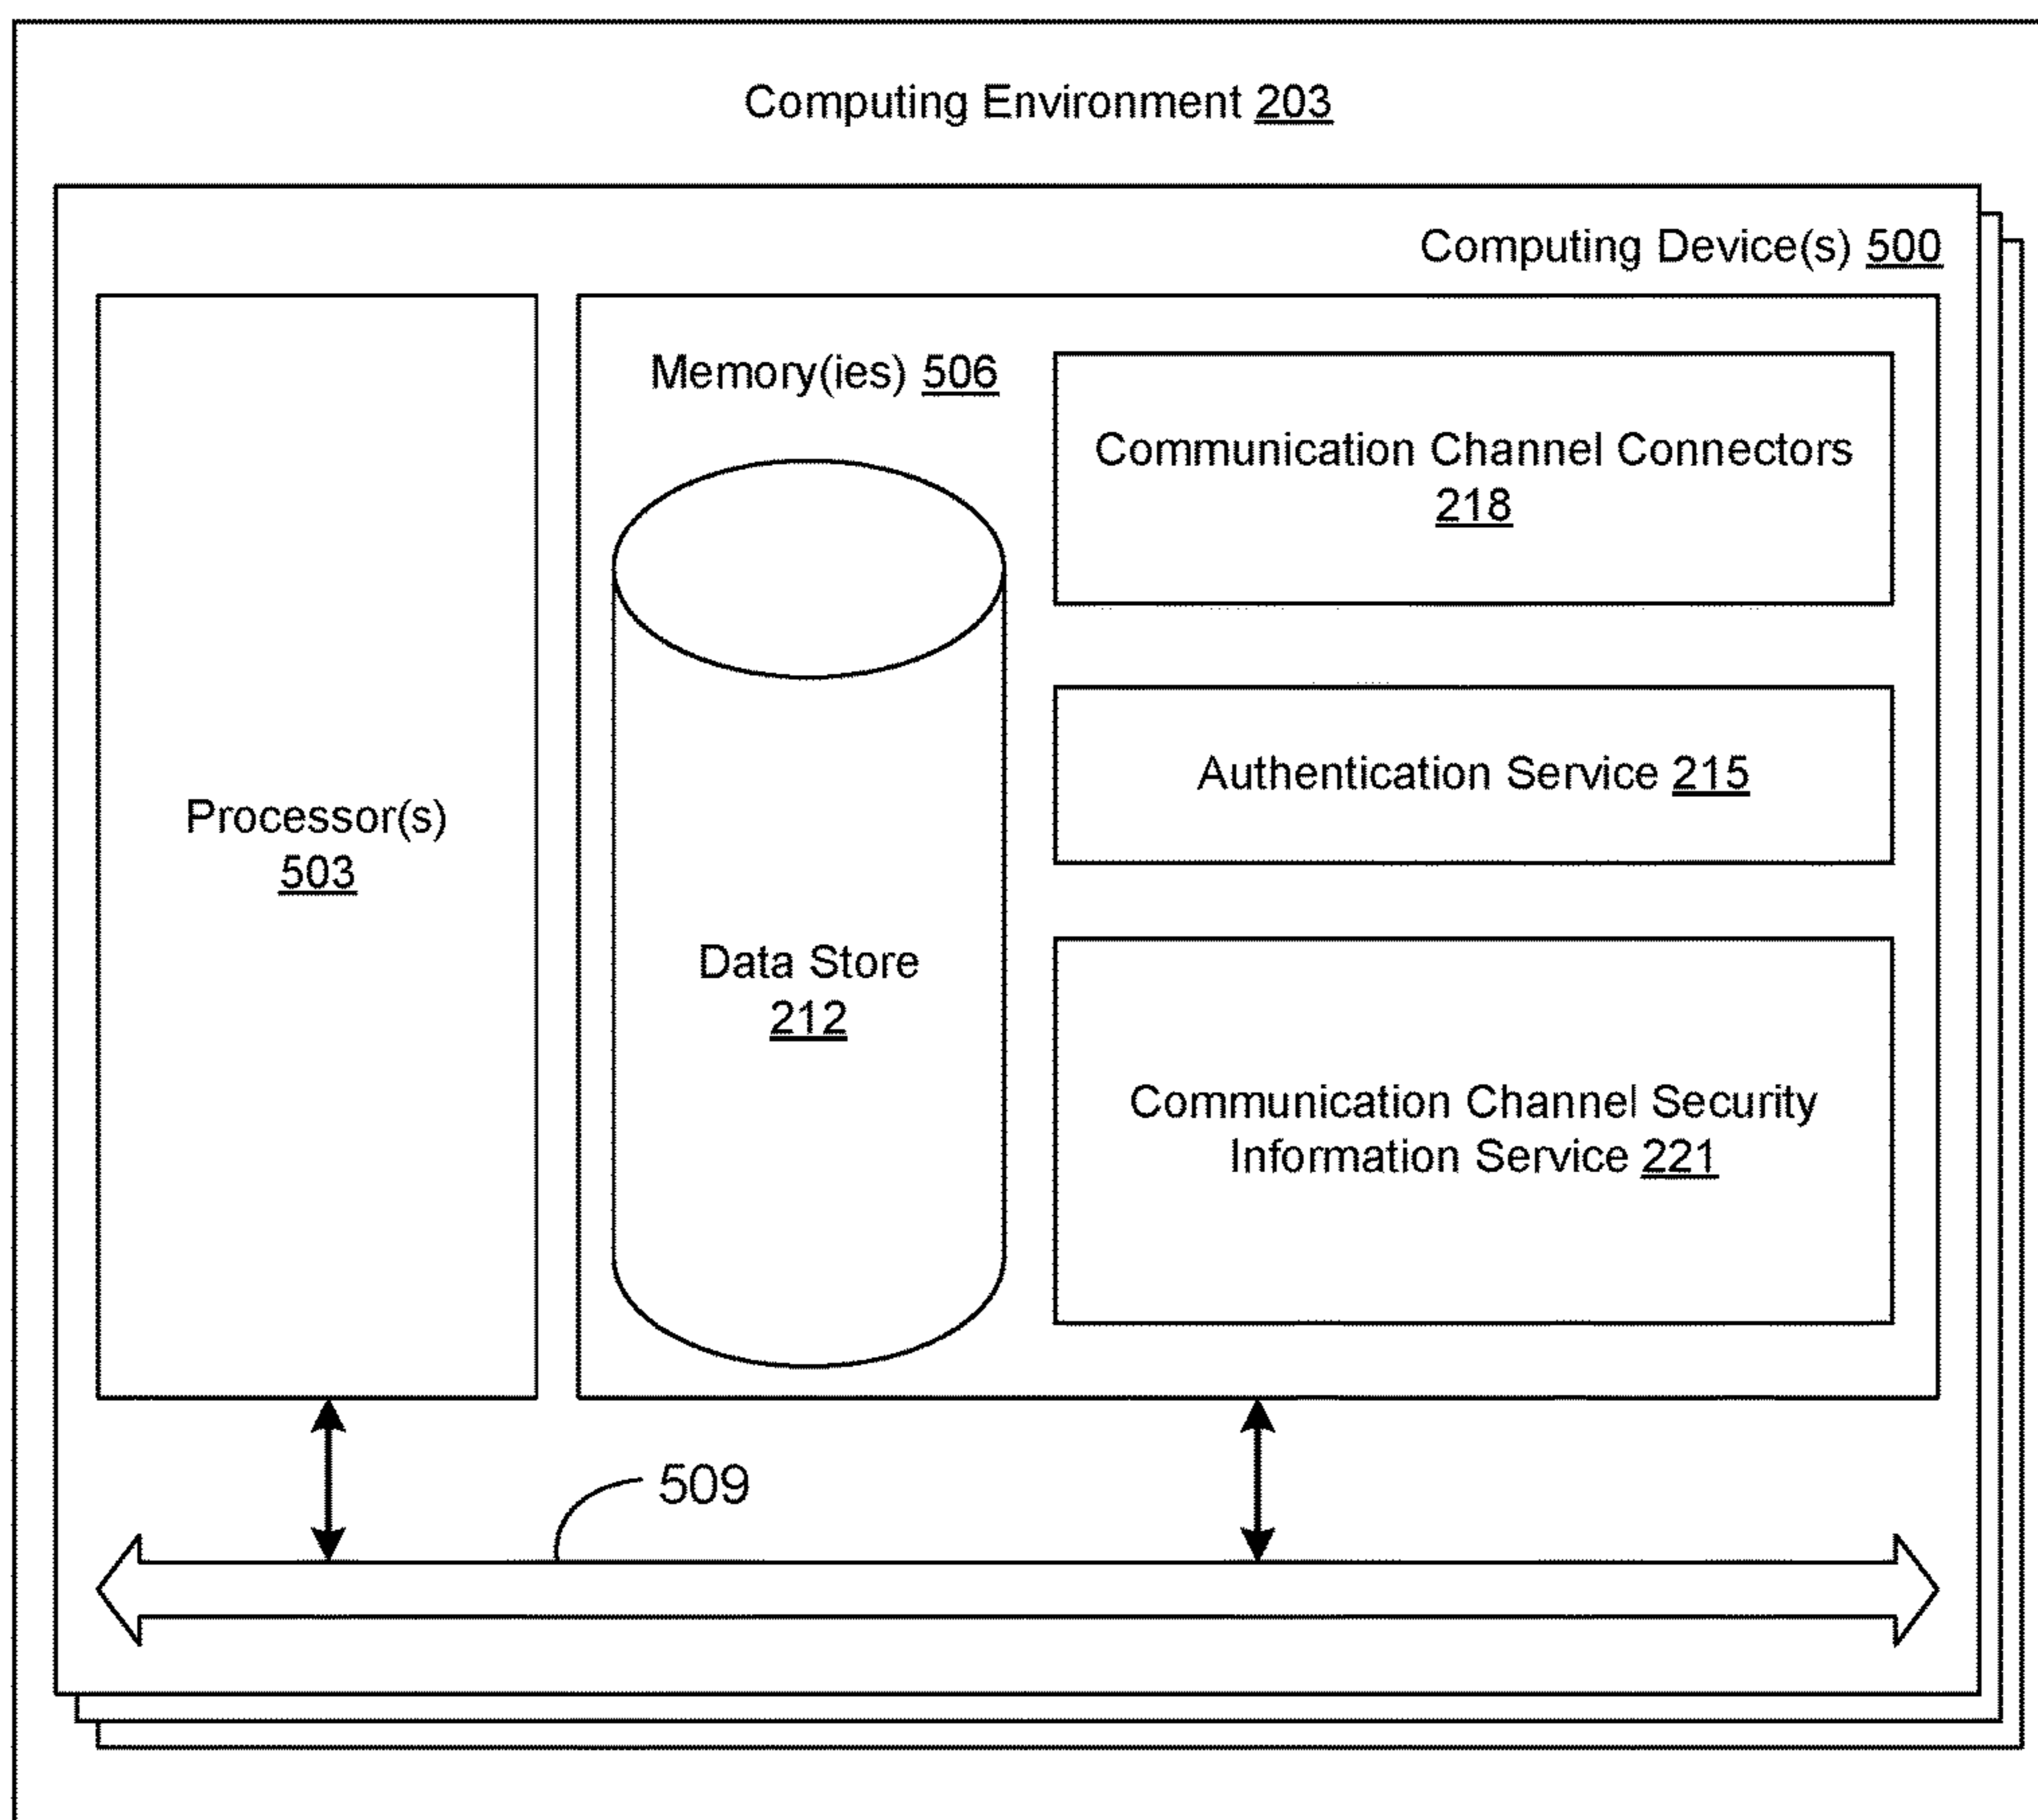 Computing Environment 203
Computing Device(s) 500
Memory(ies) 506
Communication Channel Connectors
218
Authentication Service 215
Processor(s)
503
Data Store
212
Communication Channel Security
Information Service 221
509